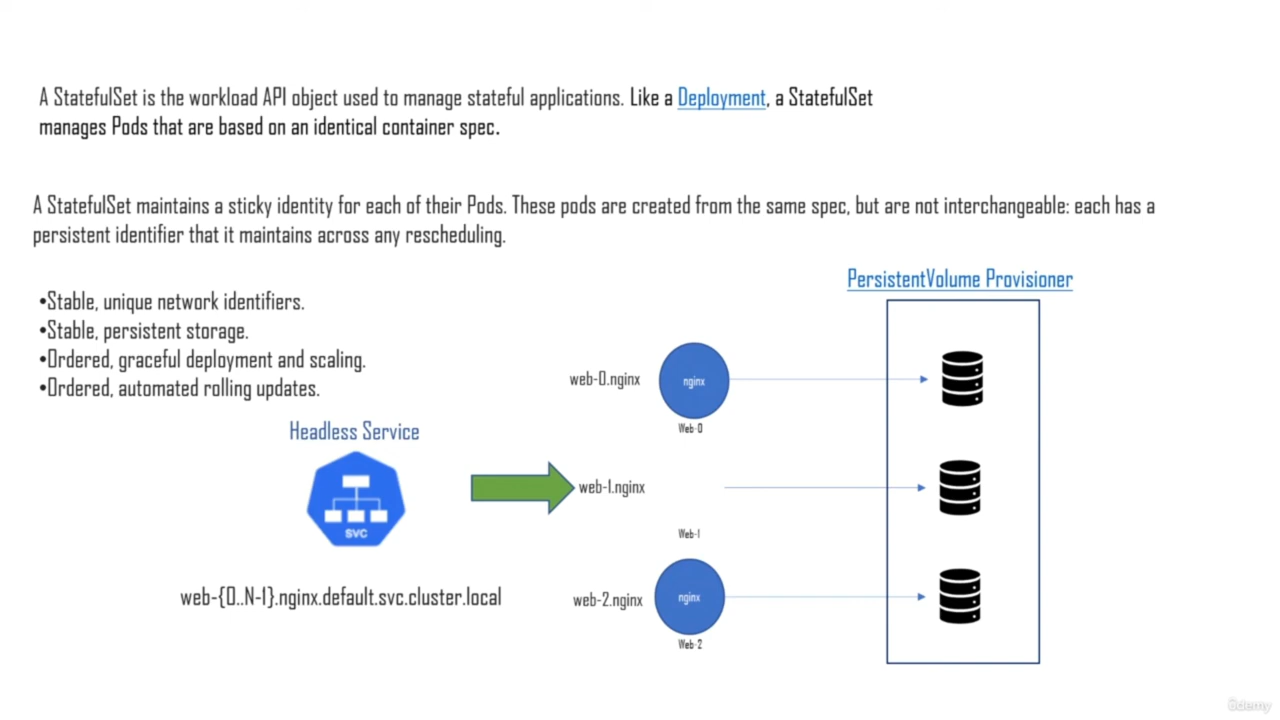 A StatefulSet is the workload API object used to manage stateful applications. Like a Deployment, a StatefulSet
manages Pods that are based on an identical container spec.
A StatefulSet maintains a sticky identity for each of their Pods. These pods are created from the same spec, but are not interchangeable: each has a
persistent identifier that it maintains across any rescheduling.
•Stable, unique network identifiers.
•Stable, persistent storage.
•Ordered, graceful deployment and scaling.
•Ordered, automated rolling updates.
Headless Service
SVC
web-{0..N-1}.nginx.default.svc.cluster.local
PersistentVolume Provisioner
web-0.nginx
nginx
Web-0
web-1.nginx
Web-1
web-2.nginx
nginx
Web-2
ûdemy